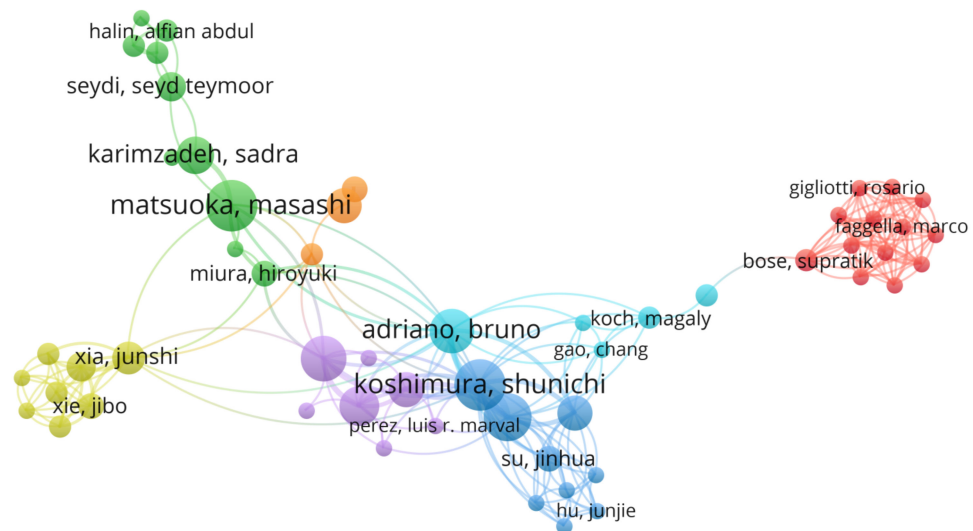 halin, alfian abdul
seydi, seyd teymoor
karimzadeh, sadra
matsuoka, masashi
miura, hiroyuki
gigliotti, rosario
faggella, marco
bose, supratik
adriano, bruno
koch, magaly
gao, chang
xia, junshi
xie, jibo
koshimura, shunichi
perez, luis r. marval
su, jinhua
hu, junjie